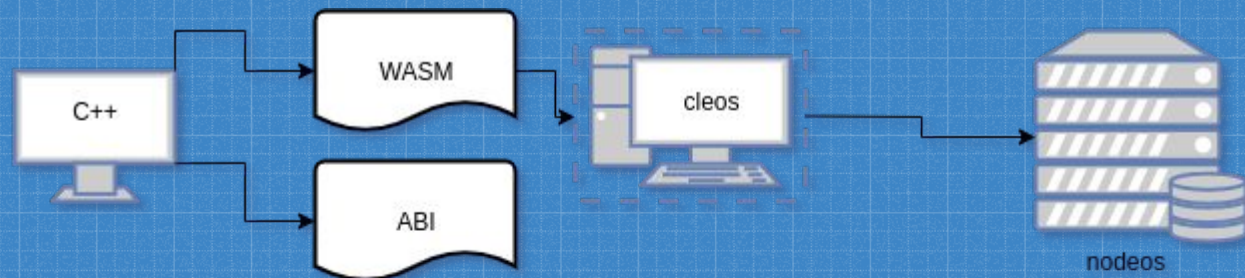 C++
WASM
ABI
cleos
nodeos